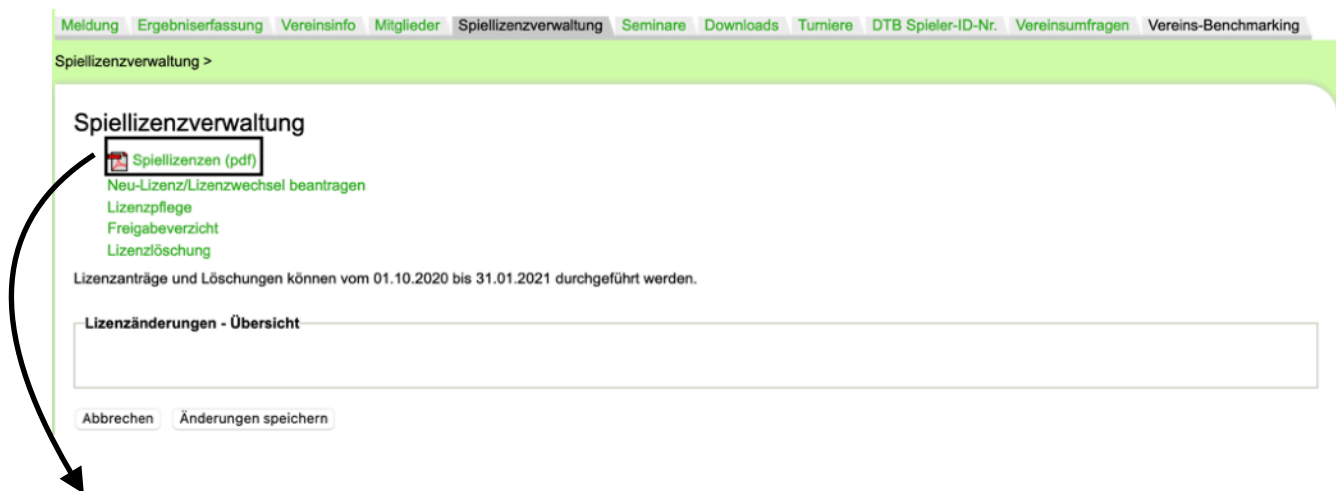 Meldung Ergebniserfassung Vereinsinfo Mitglieder Spiellizenzverwaltung Seminare Downloads Turniere DTB Spieler-ID-Nr. Vereinsumfragen Vereins-Benchmarking
Spiellizenzverwaltung >
Spiellizenzverwaltung
Spiellizenzen (pdf)
Neu-Lizenz/Lizenzwechsel beantragen
Lizenzpflege
Freigabeverzicht
Lizenzlöschung
Lizenzanträge und Löschungen können vom 01.10.2020 bis 31.01.2021 durchgeführt werden.
Lizenzänderungen - Übersicht
Abbrechen Änderungen speichern